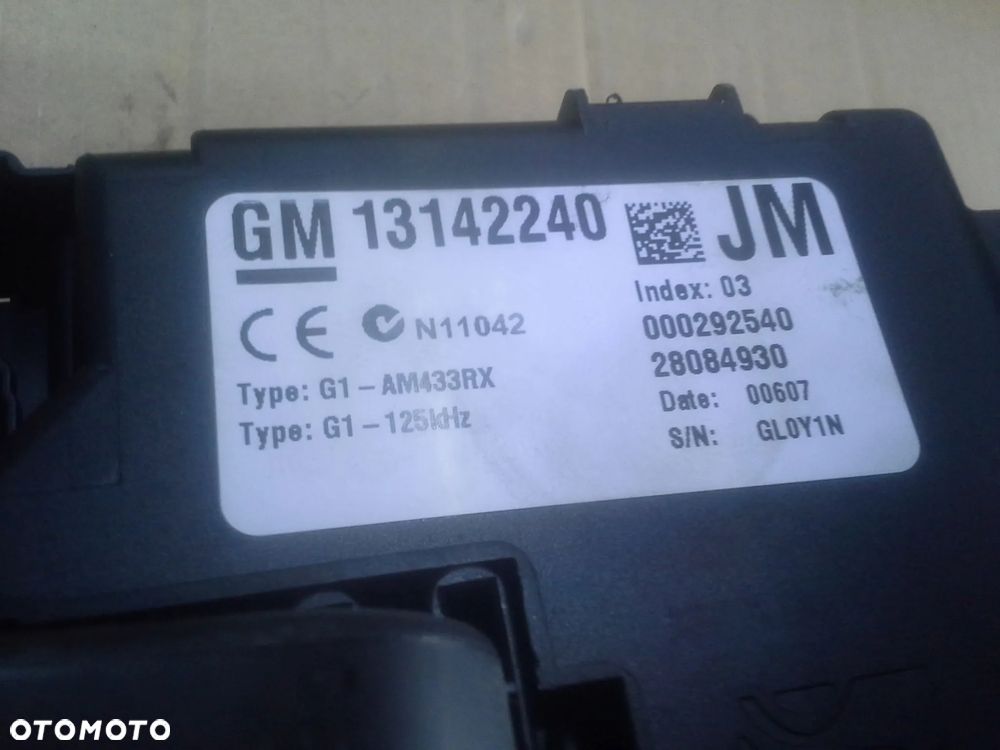 GM 13142240 JM
Index: 03
CE N11042 000292540
28084930
Type: G1-AM433RX
Date: 00607
Type: G1-125kHz
S/N: GL0Y1N
OTOMOTO